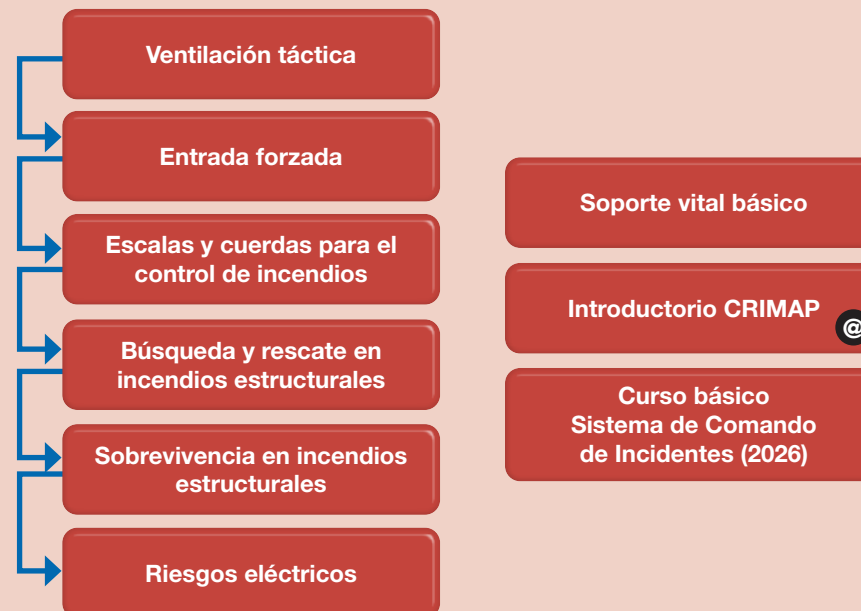 Ventilación táctica
Entrada forzada
Escalas y cuerdas para el
control de incendios
Búsqueda y rescate en
incendios estructurales
Sobrevivencia en incendios
estructurales
Riesgos eléctricos
Soporte vital básico
Introductorio CRIMAP
@
Curso básico
Sistema de Comando
de Incidentes (2026)